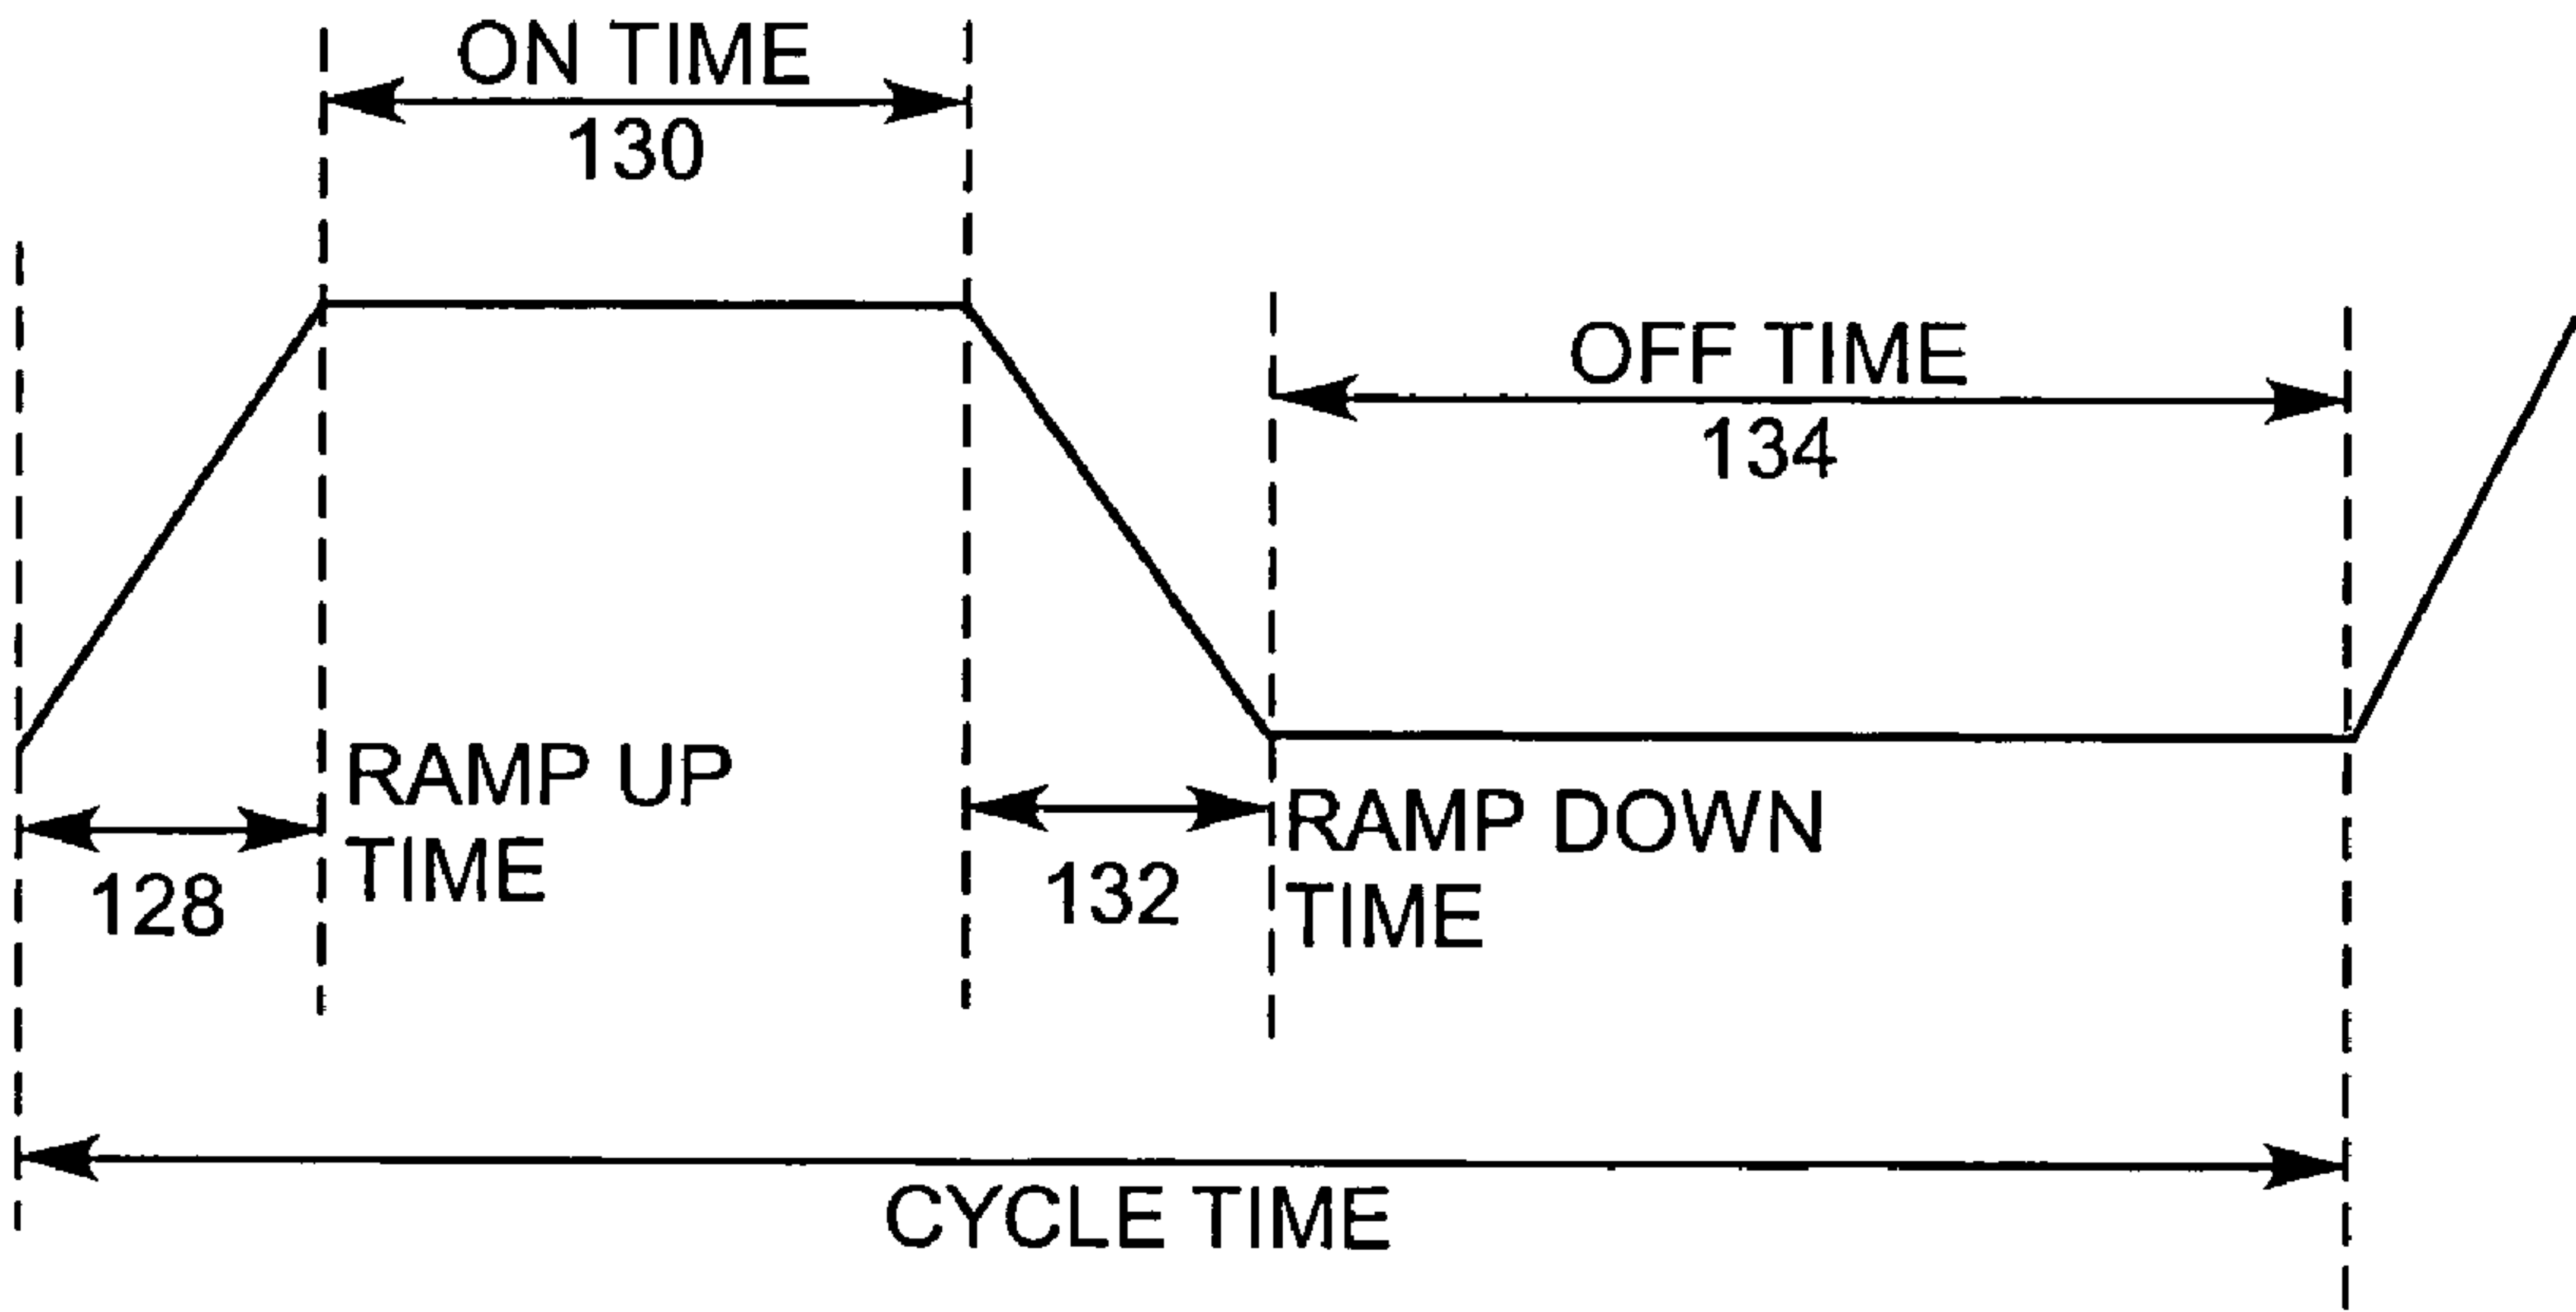 ON TIME
130
OFF TIME
134
RAMP UP
TIME
128
RAMP DOWN
TIME
132
CYCLE TIME